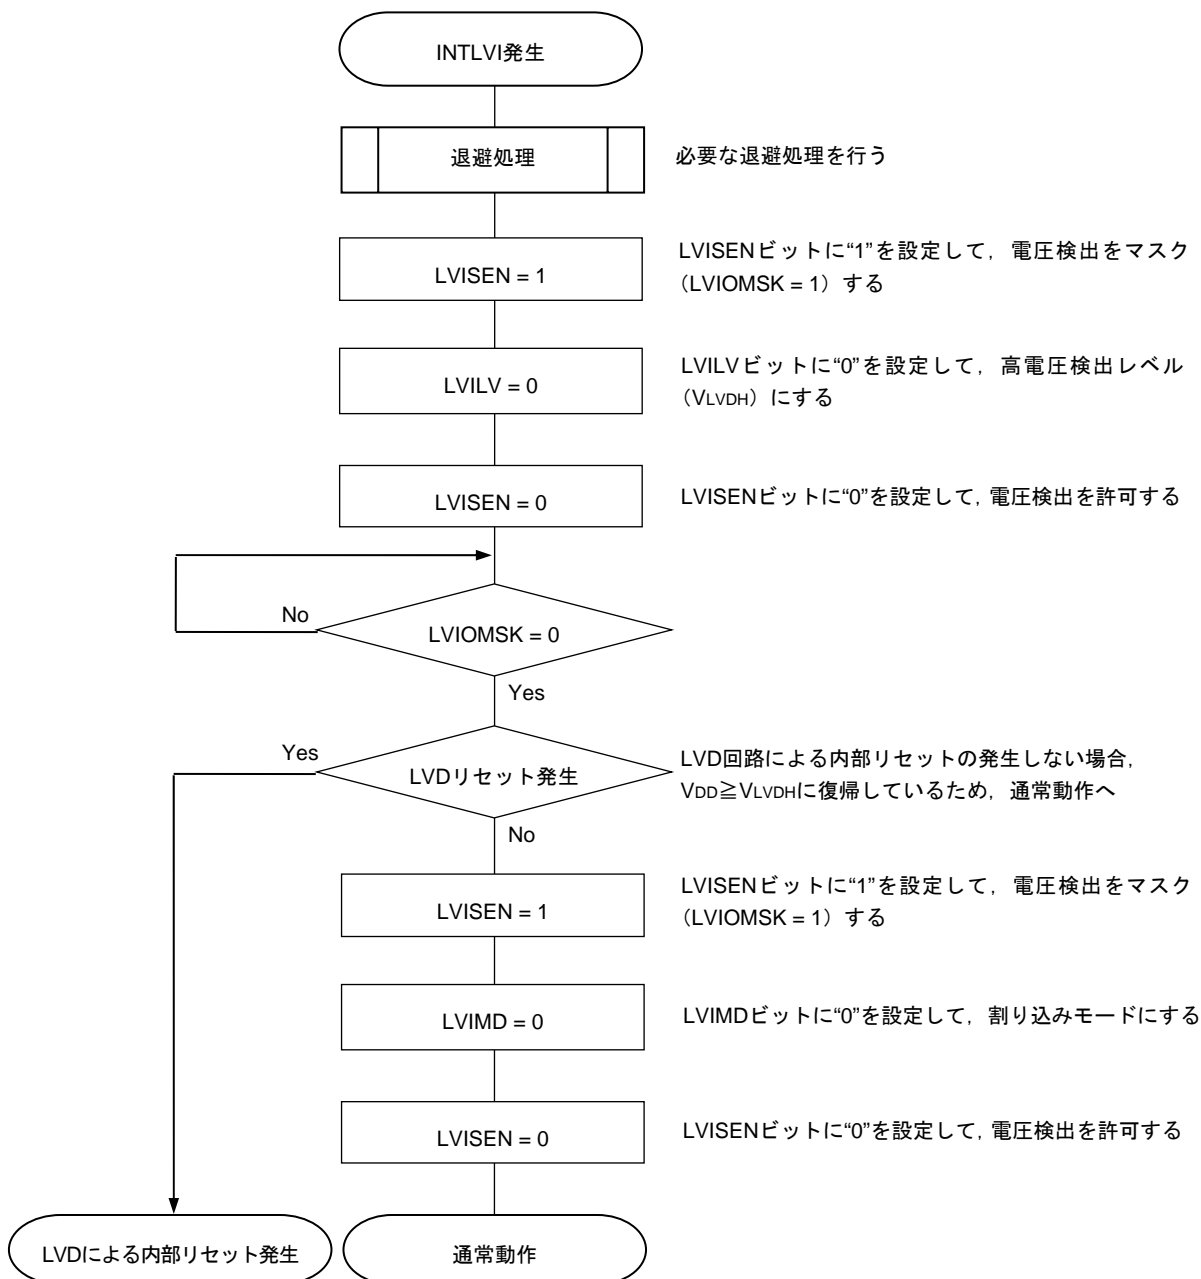 INTLVI発生
退避処理
必要な退避処理を行う
LVISEN = 1
LVISENビットに“1”を設定して，電圧検出をマスク
（LVIOMSK = 1）する
LVILV = 0
LVILVビットに“0”を設定して，高電圧検出レベル
（VLVDH）にする
LVISEN = 0
LVISENビットに“0”を設定して，電圧検出を許可する
No
LVIOMSK = 0
Yes
Yes
LVDリセット発生
LVD回路による内部リセットの発生しない場合，
VDD≧VLVDHに復帰しているため，通常動作へ
No
LVISEN = 1
LVISENビットに“1”を設定して，電圧検出をマスク
（LVIOMSK = 1）する
LVIMD = 0
LVIMDビットに“0”を設定して，割り込みモードにする
LVISEN = 0
LVISENビットに“0”を設定して，電圧検出を許可する
LVDによる内部リセット発生
通常動作